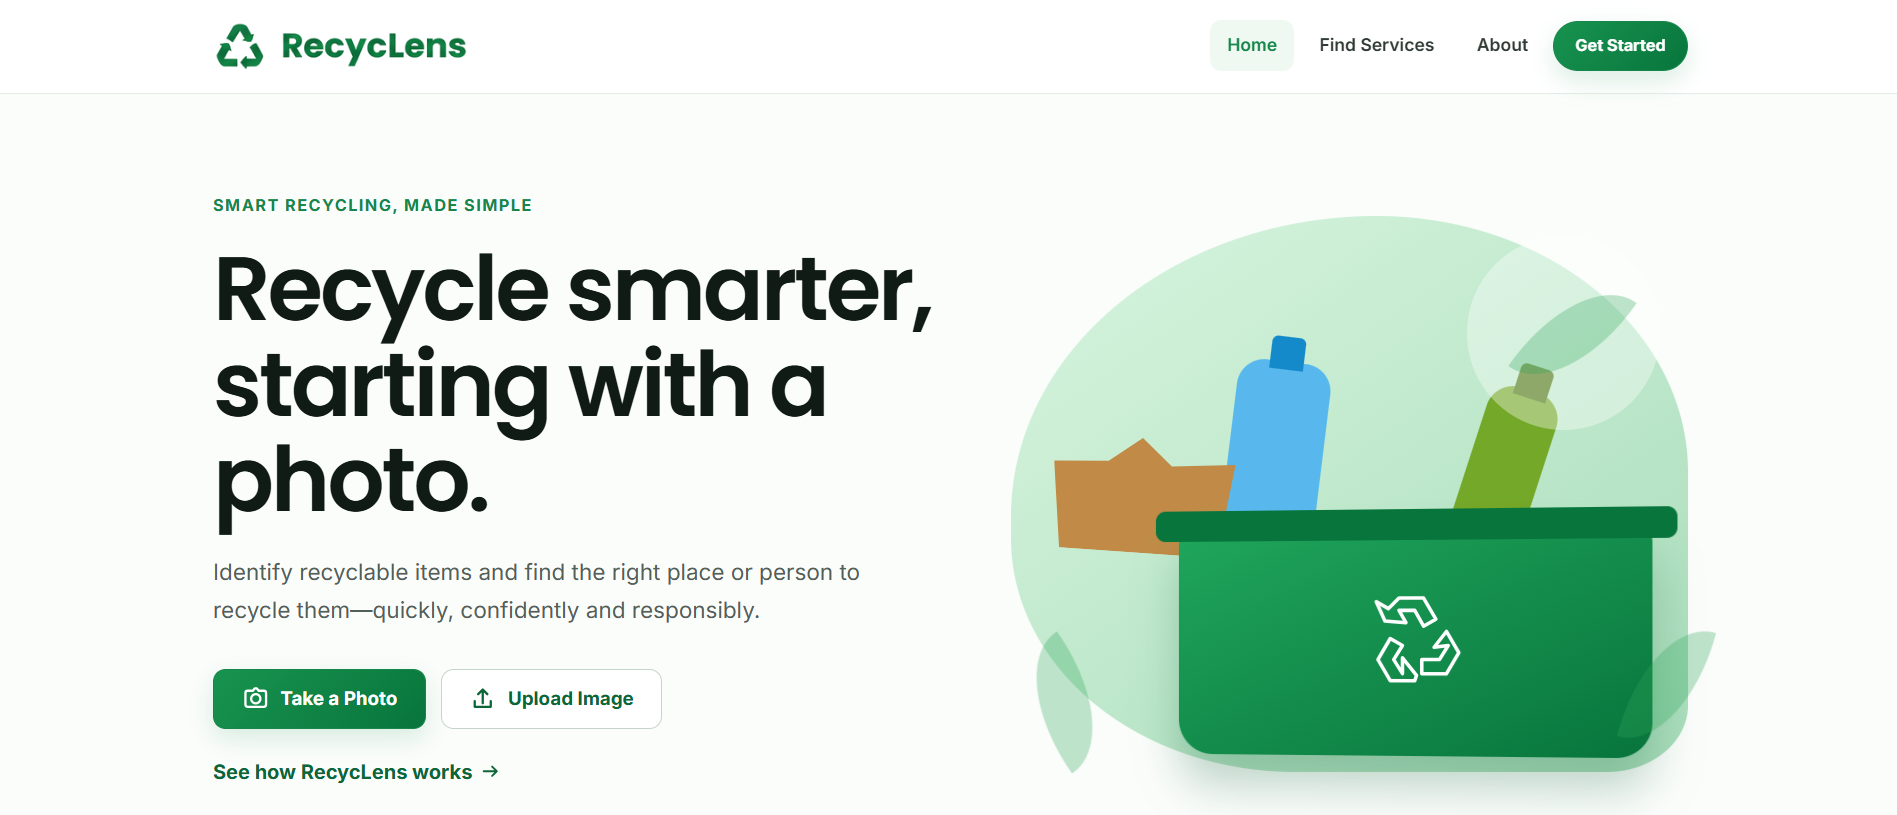 RecycLens
Home
Find Services
About
Get Started
SMART RECYCLING, MADE SIMPLE
Recycle smarter,
starting with a
photo.
Identify recyclable items and find the right place or person to
recycle them—quickly, confidently and responsibly.
Take a Photo
Upload Image
See how RecycLens works →